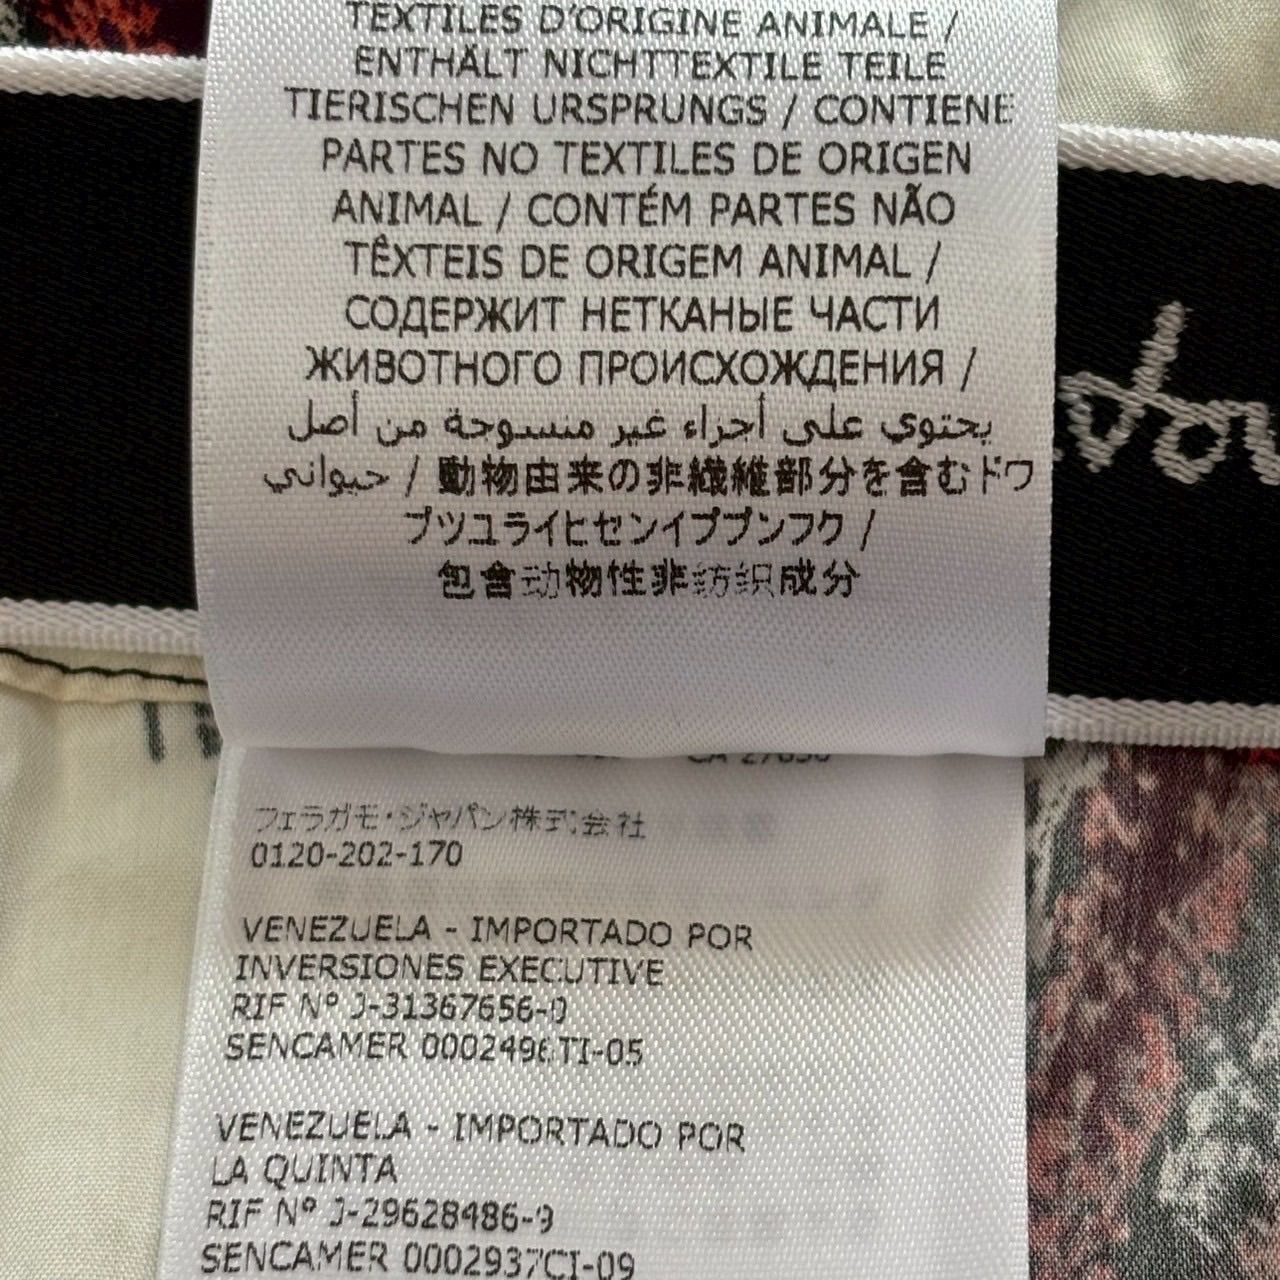 TEXTILES D'ORIGINE ANIMALE /
ENTHÄLT NICHTTEXTILE TEILE
TIERISCHEN URSPRUNGS / CONTIENE
PARTES NO TEXTILES DE ORIGEN
ANIMAL / CONTÉM PARTES NÃO
TÊXTEIS DE ORIGEM ANIMAL /
СОДЕРЖИТ НЕТКАНЫЕ ЧАСТИ
ЖИВОТНОГО ПРОИСХОЖДЕНИЯ /
يحتوي على أجزاء غير منسوجة من أصل
حيواني / 動物由来の非繊維部分を含むドワ
プツユライヒセンイブブンフク /
包含动物性非纺织成分
CA 27630
フェラガモ・ジャパン株式会社
0120-202-170
VENEZUELA - IMPORTADO POR
INVERSIONES EXECUTIVE
RIF Nº J-31367656-0
SENCAMER 0002496TI-05
VENEZUELA - IMPORTADO POR
LA QUINTA
RIF Nº J-29628486-9
SENCAMER 0002937CI-09